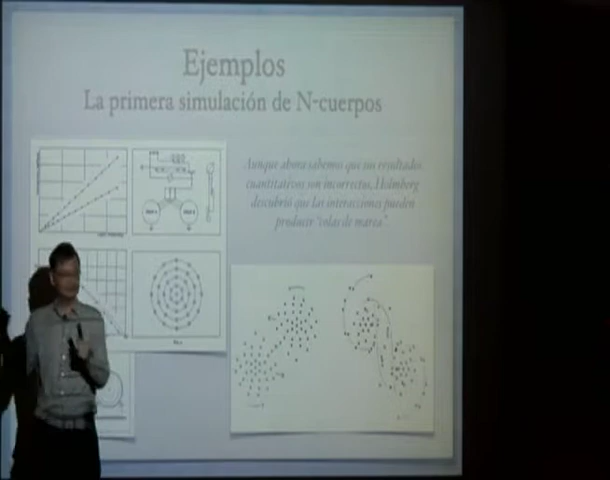 Ejemplos
La primera simulación de N-cuerpos
Aunque ahora sabemos que sus resultados
cuantitativos son incorrectos, Holmberg
descubrió que las interacciones pueden
producir "colas de marea"